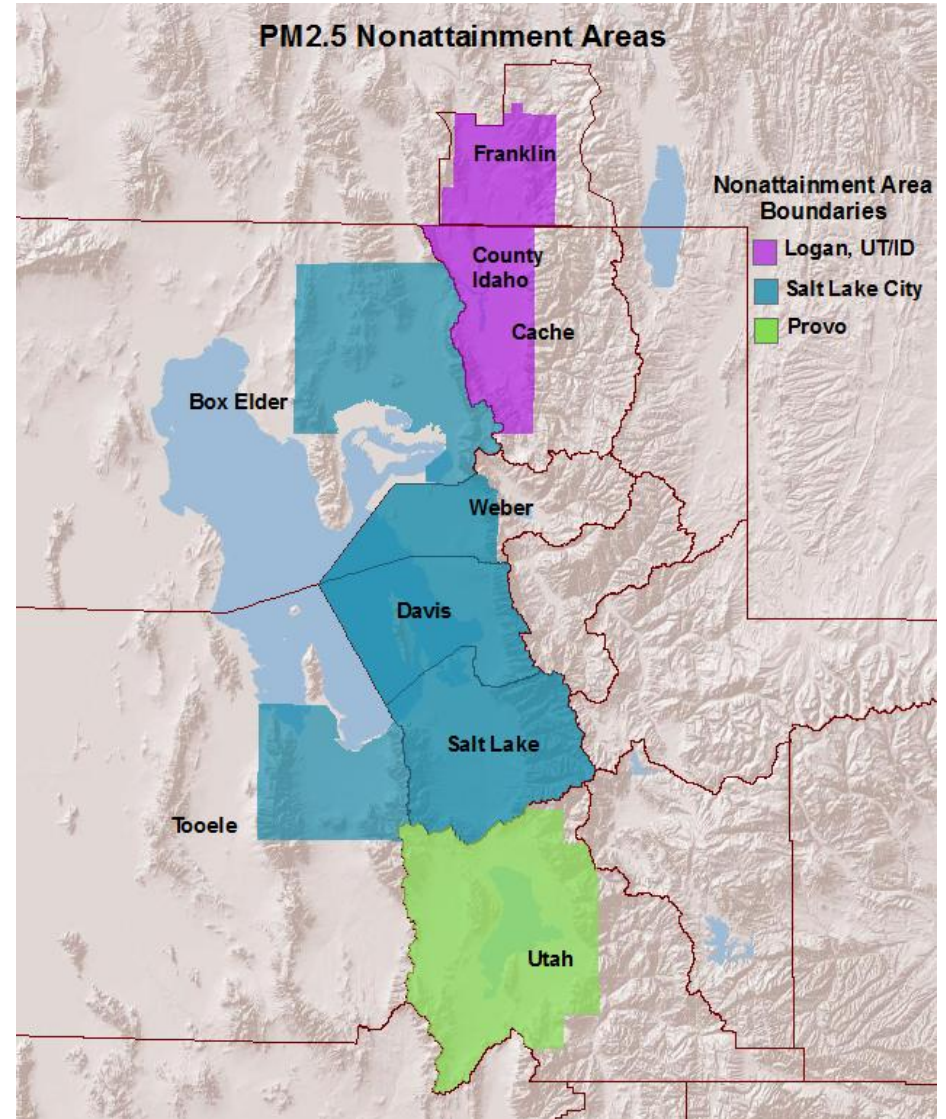 PM2.5 Nonattainment Areas
Franklin
Nonattainment Area
Boundaries
Logan, UT/ID
Salt Lake City
Provo
County
Idaho
Cache
Box Elder
Weber
Davis
Salt Lake
Tooele
Utah